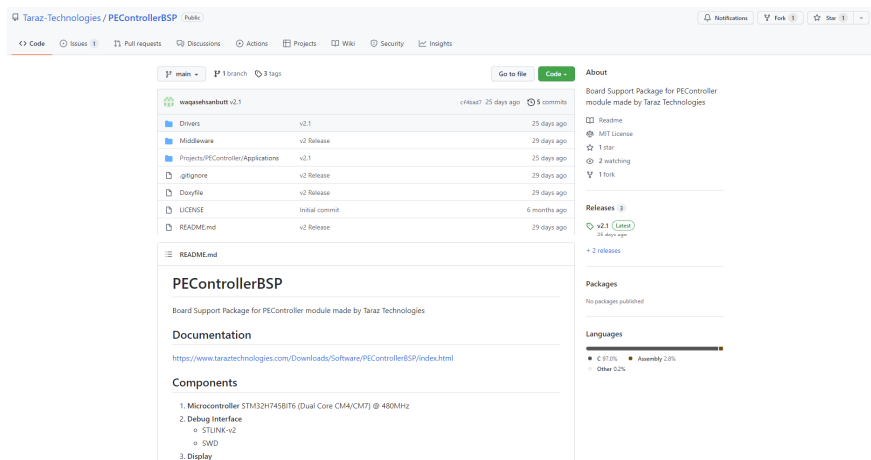 Taraz-Technologies / PEControllerBSP Public
Notifications Fork 1 Star 1
Code Issues 1 Pull requests Discussions Actions Projects Wiki Security Insights
main 1 branch 3 tags Go to file Code
waqasehsanbutt v2.1 cf4bad7 25 days ago 5 commits
Drivers v2.1 25 days ago
Middleware v2 Release 29 days ago
Projects/PEController/Applications v2.1 25 days ago
.gitignore v2 Release 29 days ago
Doxyfile v2 Release 29 days ago
LICENSE Initial commit 6 months ago
README.md v2 Release 29 days ago
README.md
PEControllerBSP
Board Support Package for PEController module made by Taraz Technologies
Documentation
https://www.taraztechnologies.com/Downloads/Software/PEControllerBSP/index.html
Components
1. Microcontroller STM32H745BIT6 (Dual Core CM4/CM7) @ 480MHz
2. Debug Interface
STLINK-v2
SWD
3. Display
About
Board Support Package for PEController
module made by Taraz Technologies
Readme
MIT License
1 star
2 watching
1 fork
Releases 3
v2.1 Latest
25 days ago
+ 2 releases
Packages
No packages published
Languages
C 97.0% Assembly 2.8%
Other 0.2%